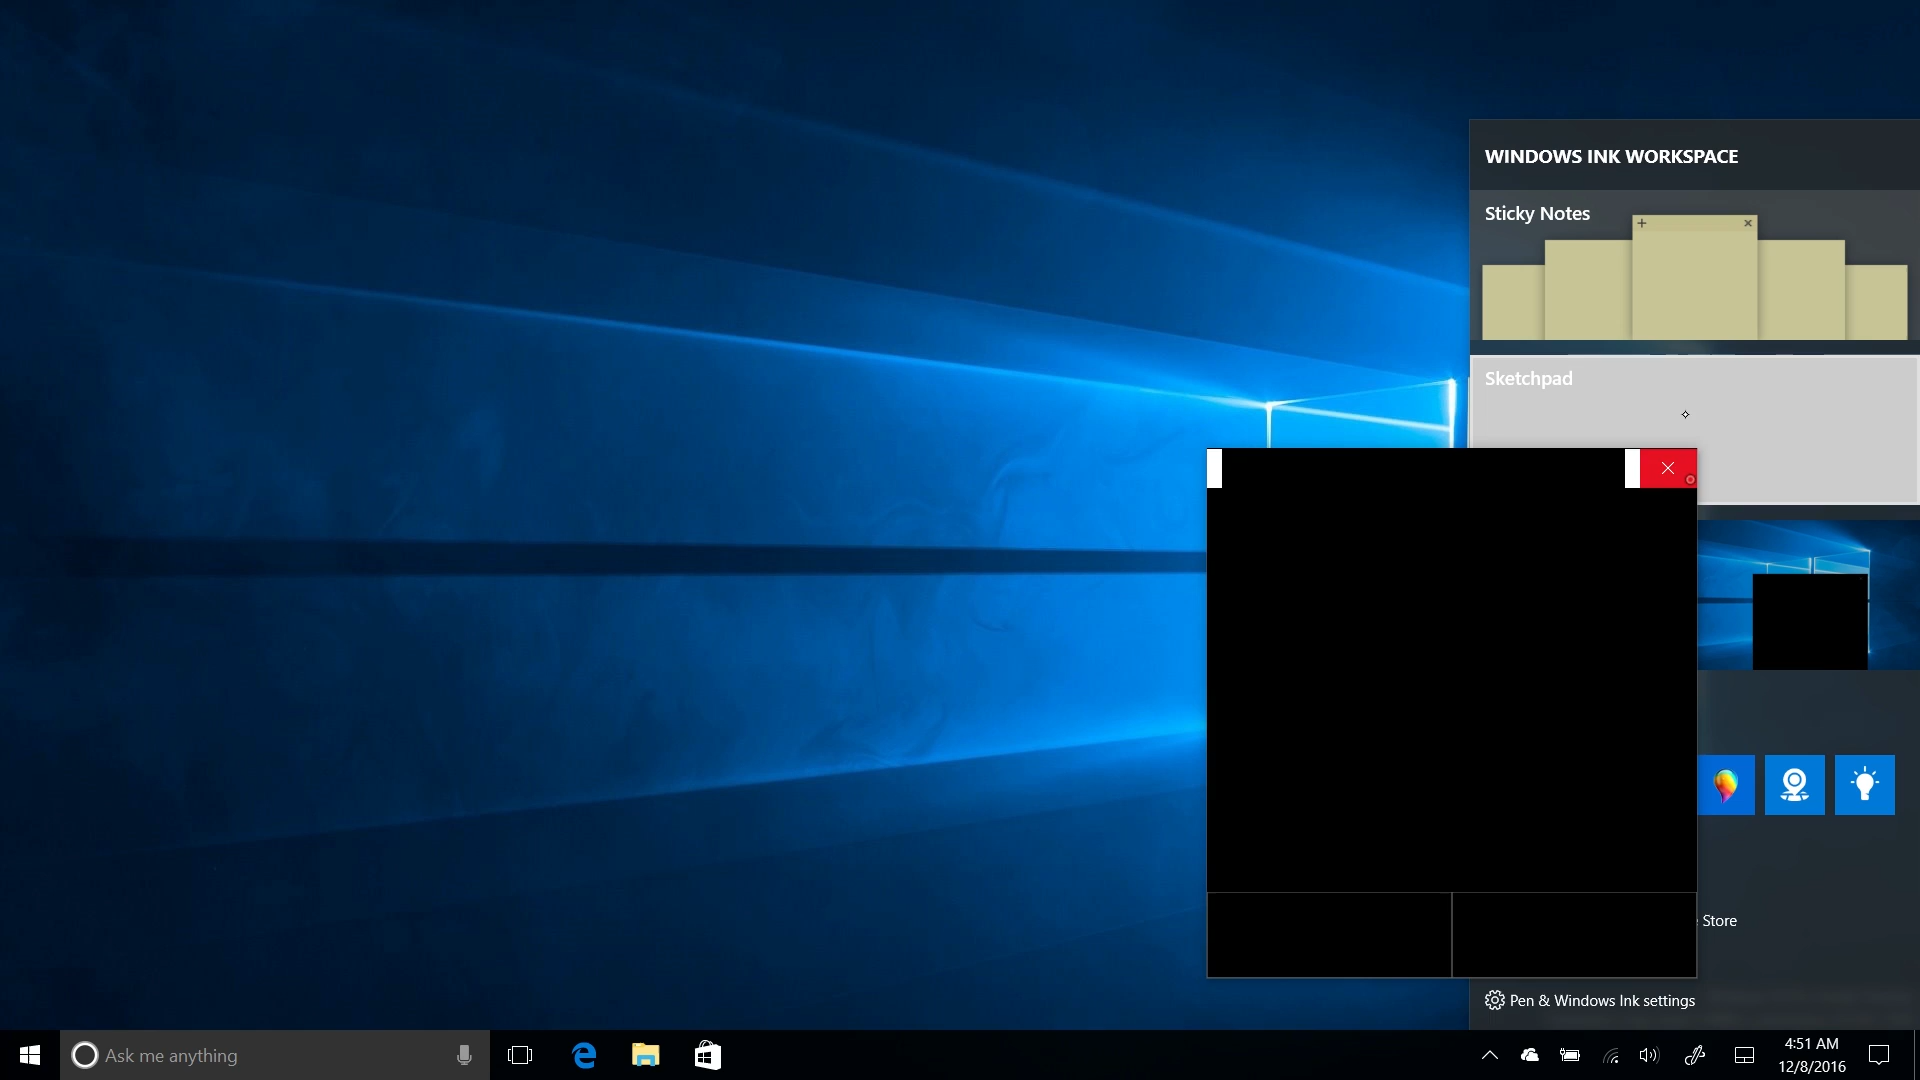 WINDOWS INK WORKSPACE
Sticky Notes
Sketchpad
Store
Pen & Windows Ink settings
Ask me anything
4:51 AM
12/8/2016